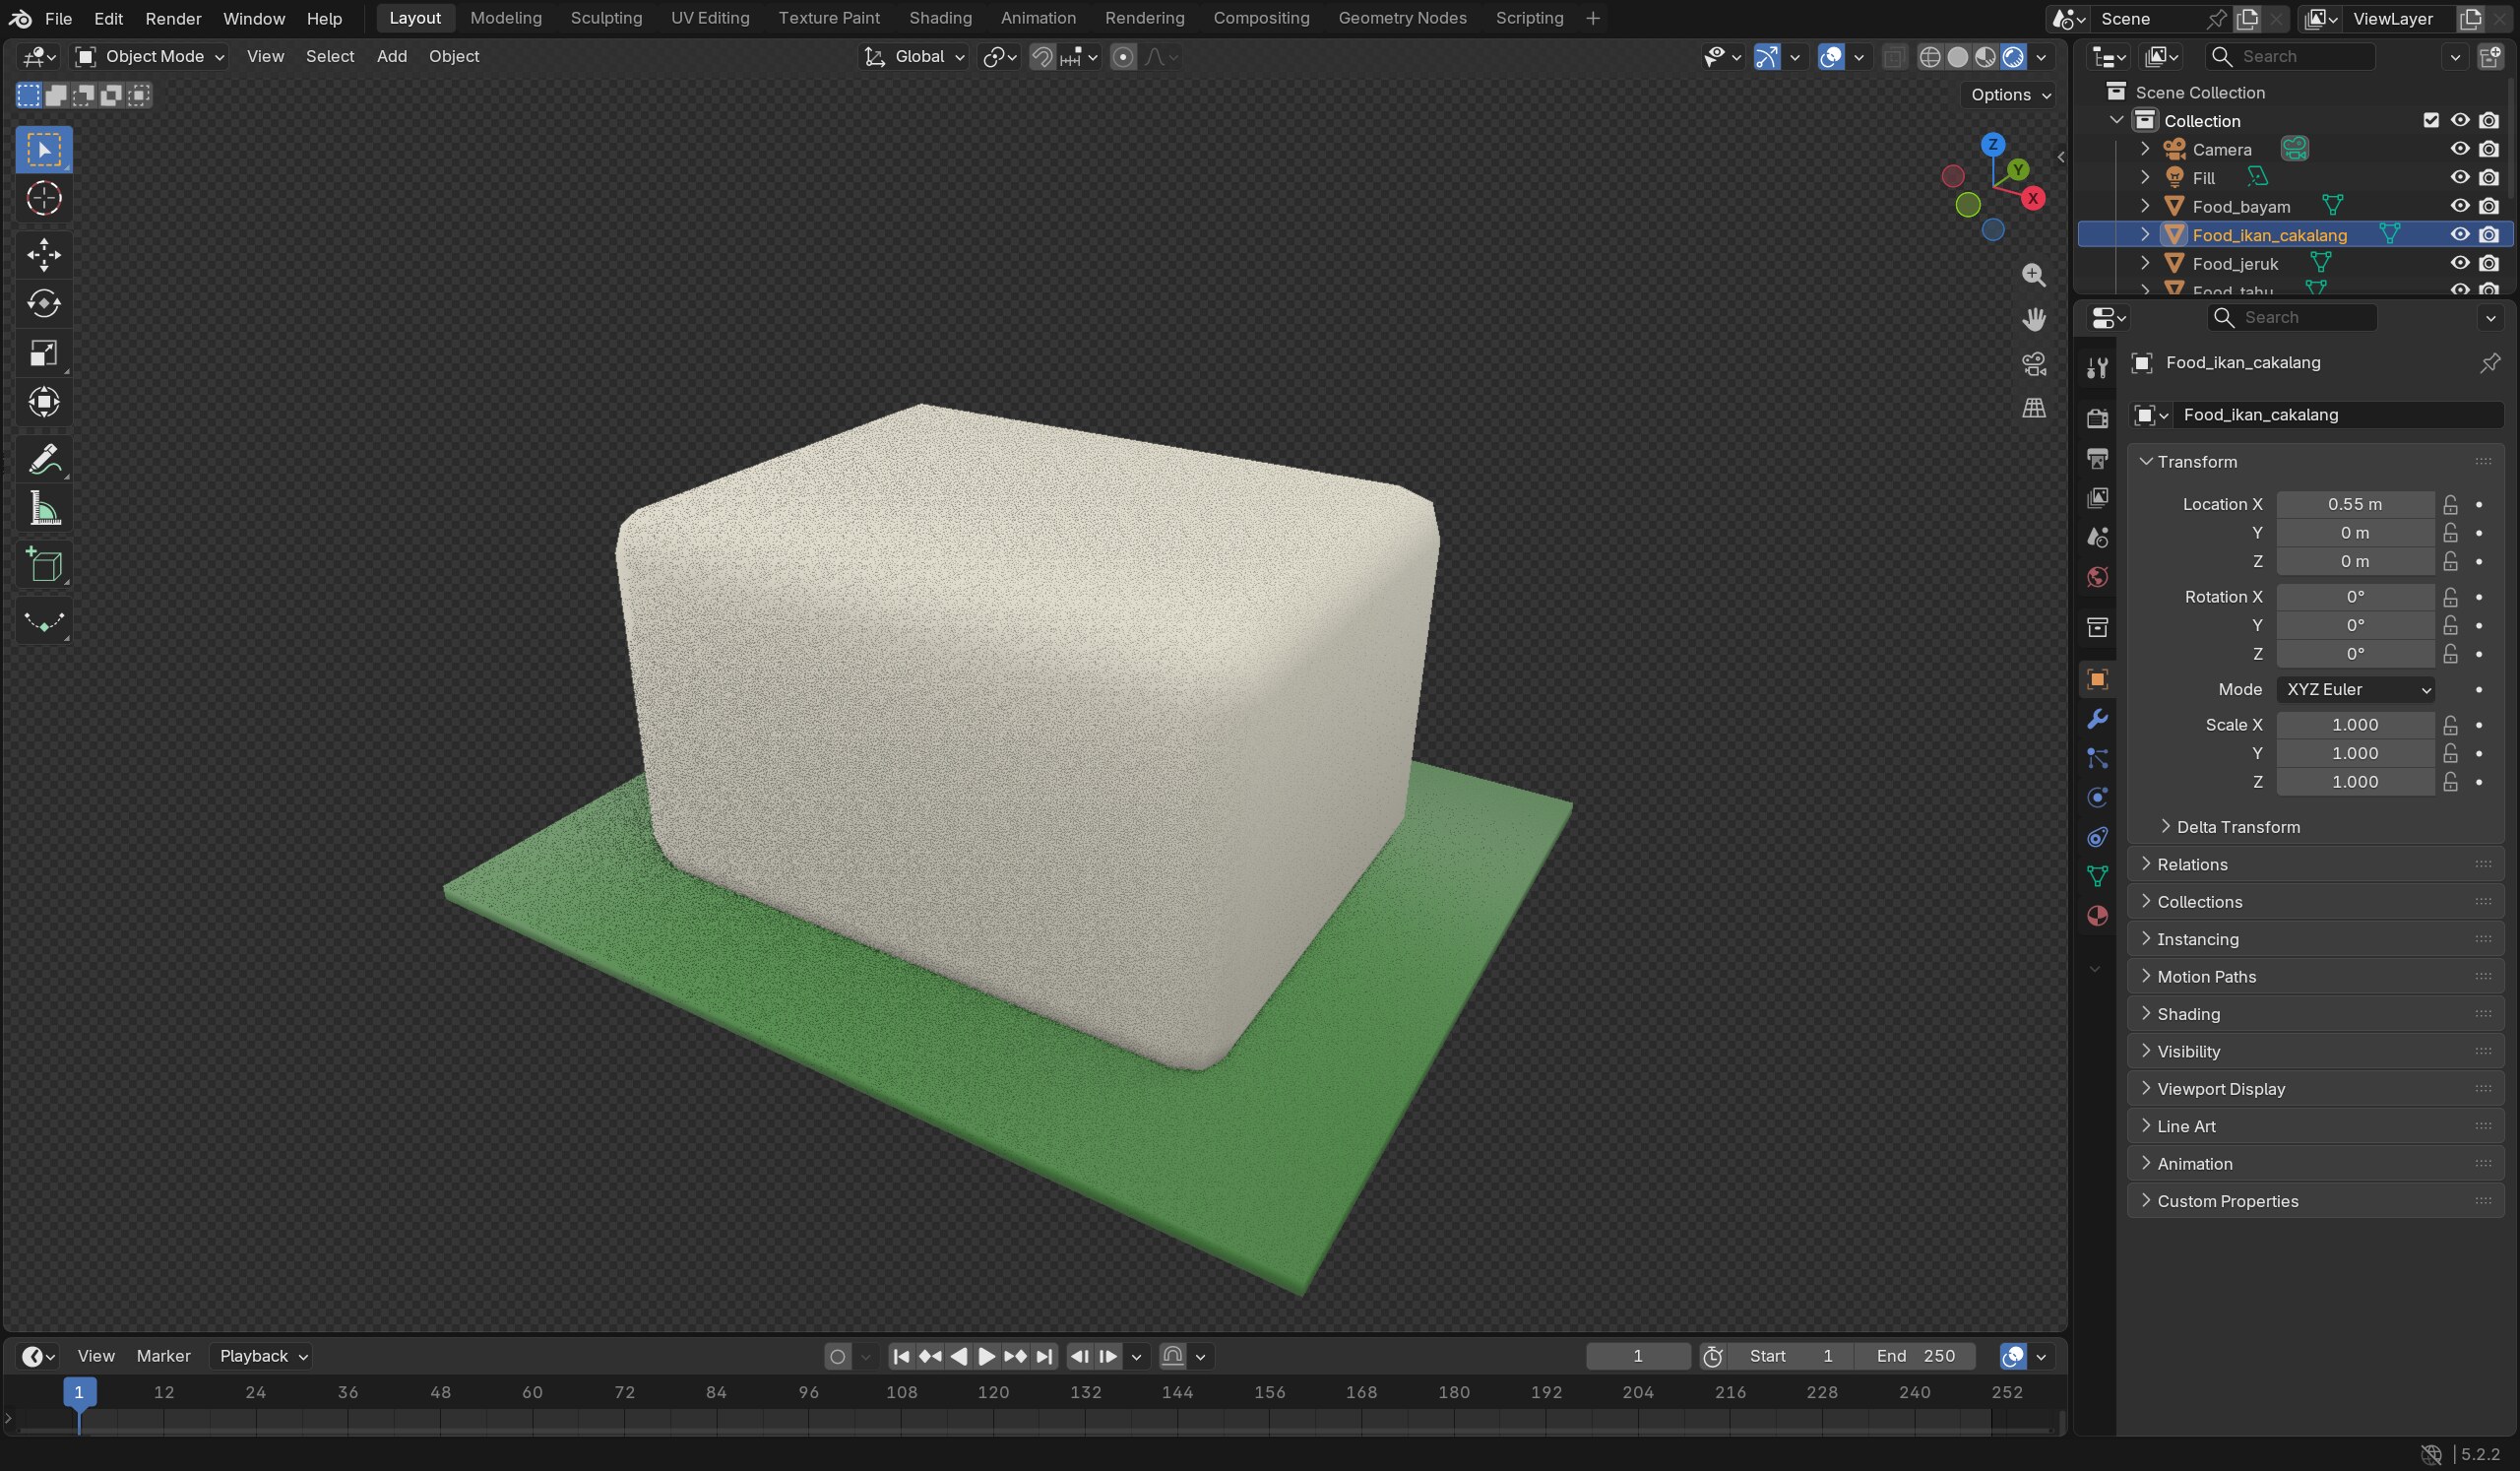 File Edit Render Window Help Layout Modeling Sculpting UV Editing Texture Paint Shading Animation Rendering Compositing Geometry Nodes Scripting + Scene ViewLayer
Object Mode View Select Add Object Global Search
Options
Z
Y
X
Scene Collection
Collection
Camera
Fill
Food_bayam
Food_ikan_cakalang
Food_jeruk
Food_tahu
Search
Food_ikan_cakalang
Food_ikan_cakalang
Transform
Location X 0.55 m
Y 0 m
Z 0 m
Rotation X 0°
Y 0°
Z 0°
Mode XYZ Euler
Scale X 1.000
Y 1.000
Z 1.000
Delta Transform
Relations
Collections
Instancing
Motion Paths
Shading
Visibility
Viewport Display
Line Art
Animation
Custom Properties
View Marker Playback 1 Start 1 End 250
1 12 24 36 48 60 72 84 96 108 120 132 144 156 168 180 192 204 216 228 240 252
5.2.2